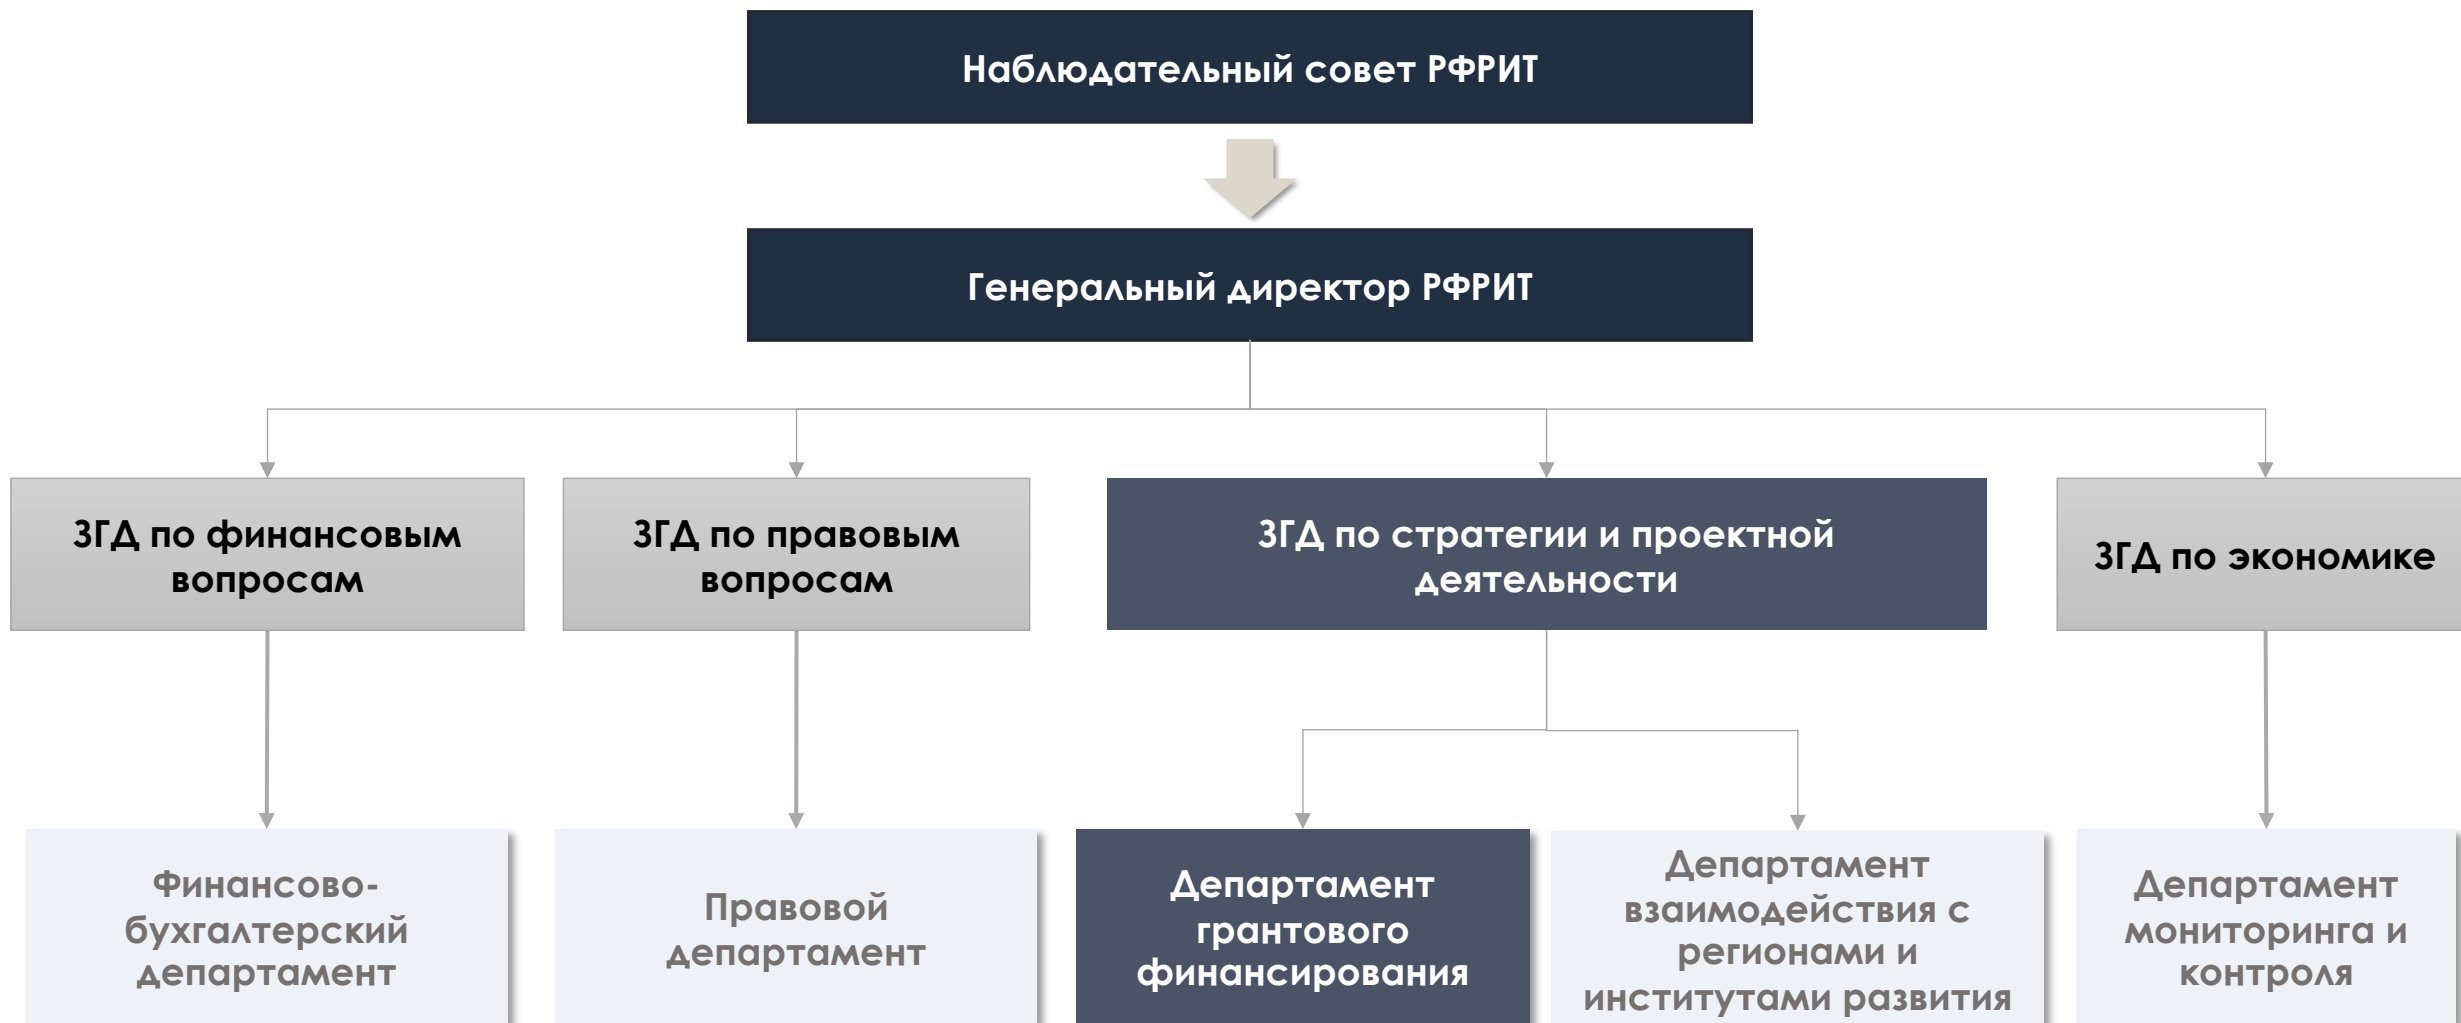 Наблюдательный совет РФРИТ
Генеральный директор РФРИТ
ЗГД по финансовым
вопросам
ЗГД по правовым
вопросам
ЗГД по стратегии и проектной
деятельности
ЗГД по экономике
Финансово-
бухгалтерский
департамент
Правовой
департамент
Департамент
грантового
финансирования
Департамент
взаимодействия с
регионами и
институтами развития
Департамент
мониторинга и
контроля